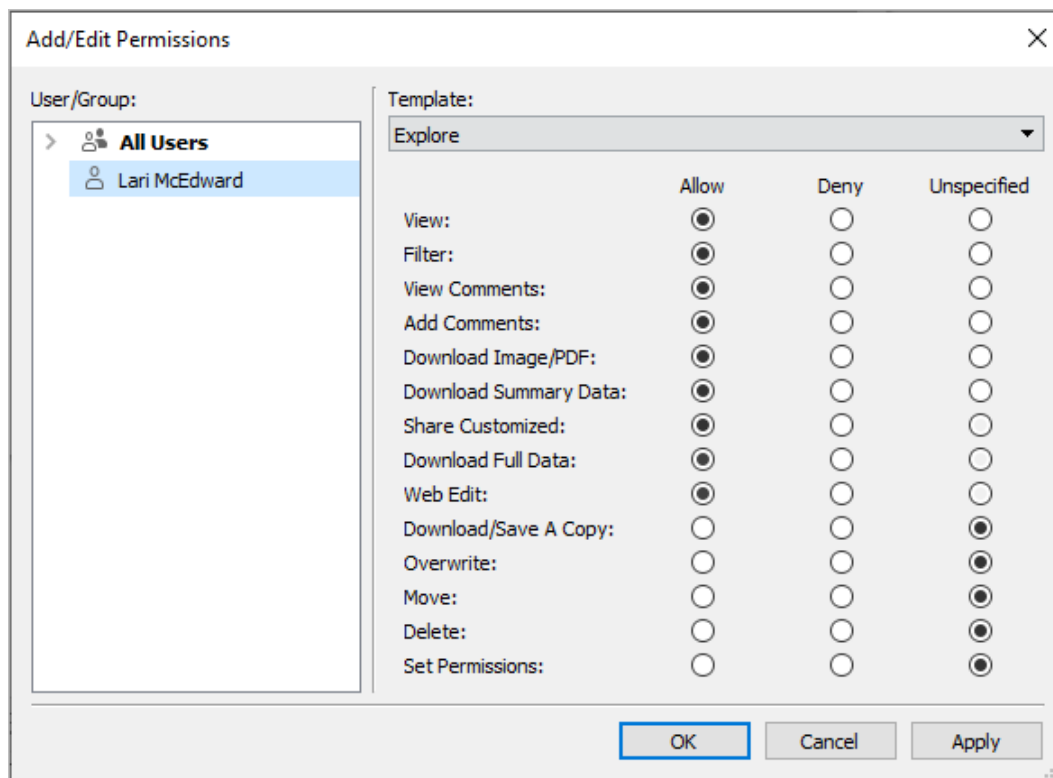 Add/Edit Permissions
User/Group:
All Users
Lari McEdward
Template:
Explore
Allow Deny Unspecified
View:
Filter:
View Comments:
Add Comments:
Download Image/PDF:
Download Summary Data:
Share Customized:
Download Full Data:
Web Edit:
Download/Save A Copy:
Overwrite:
Move:
Delete:
Set Permissions:
OK Cancel Apply